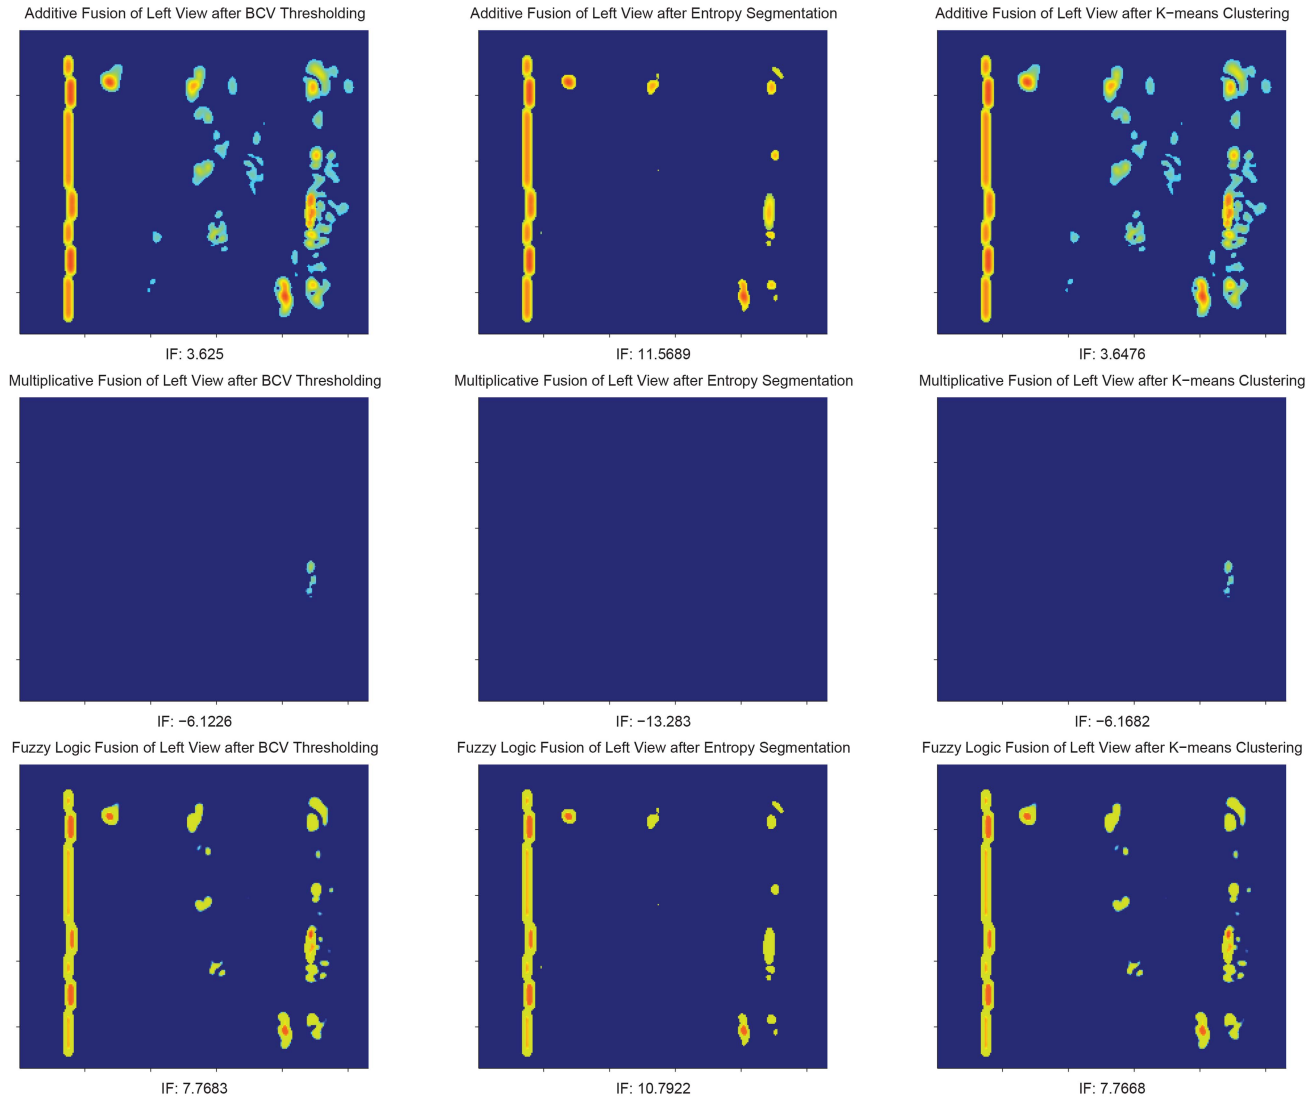 Additive Fusion of Left View after BCV Thresholding
Additive Fusion of Left View after Entropy Segmentation
Additive Fusion of Left View after K−means Clustering
IF: 3.625
IF: 11.5689
IF: 3.6476
Multiplicative Fusion of Left View after BCV Thresholding
Multiplicative Fusion of Left View after Entropy Segmentation
Multiplicative Fusion of Left View after K−means Clustering
IF: −6.1226
IF: −13.283
IF: −6.1682
Fuzzy Logic Fusion of Left View after BCV Thresholding
Fuzzy Logic Fusion of Left View after Entropy Segmentation
Fuzzy Logic Fusion of Left View after K−means Clustering
IF: 7.7683
IF: 10.7922
IF: 7.7668